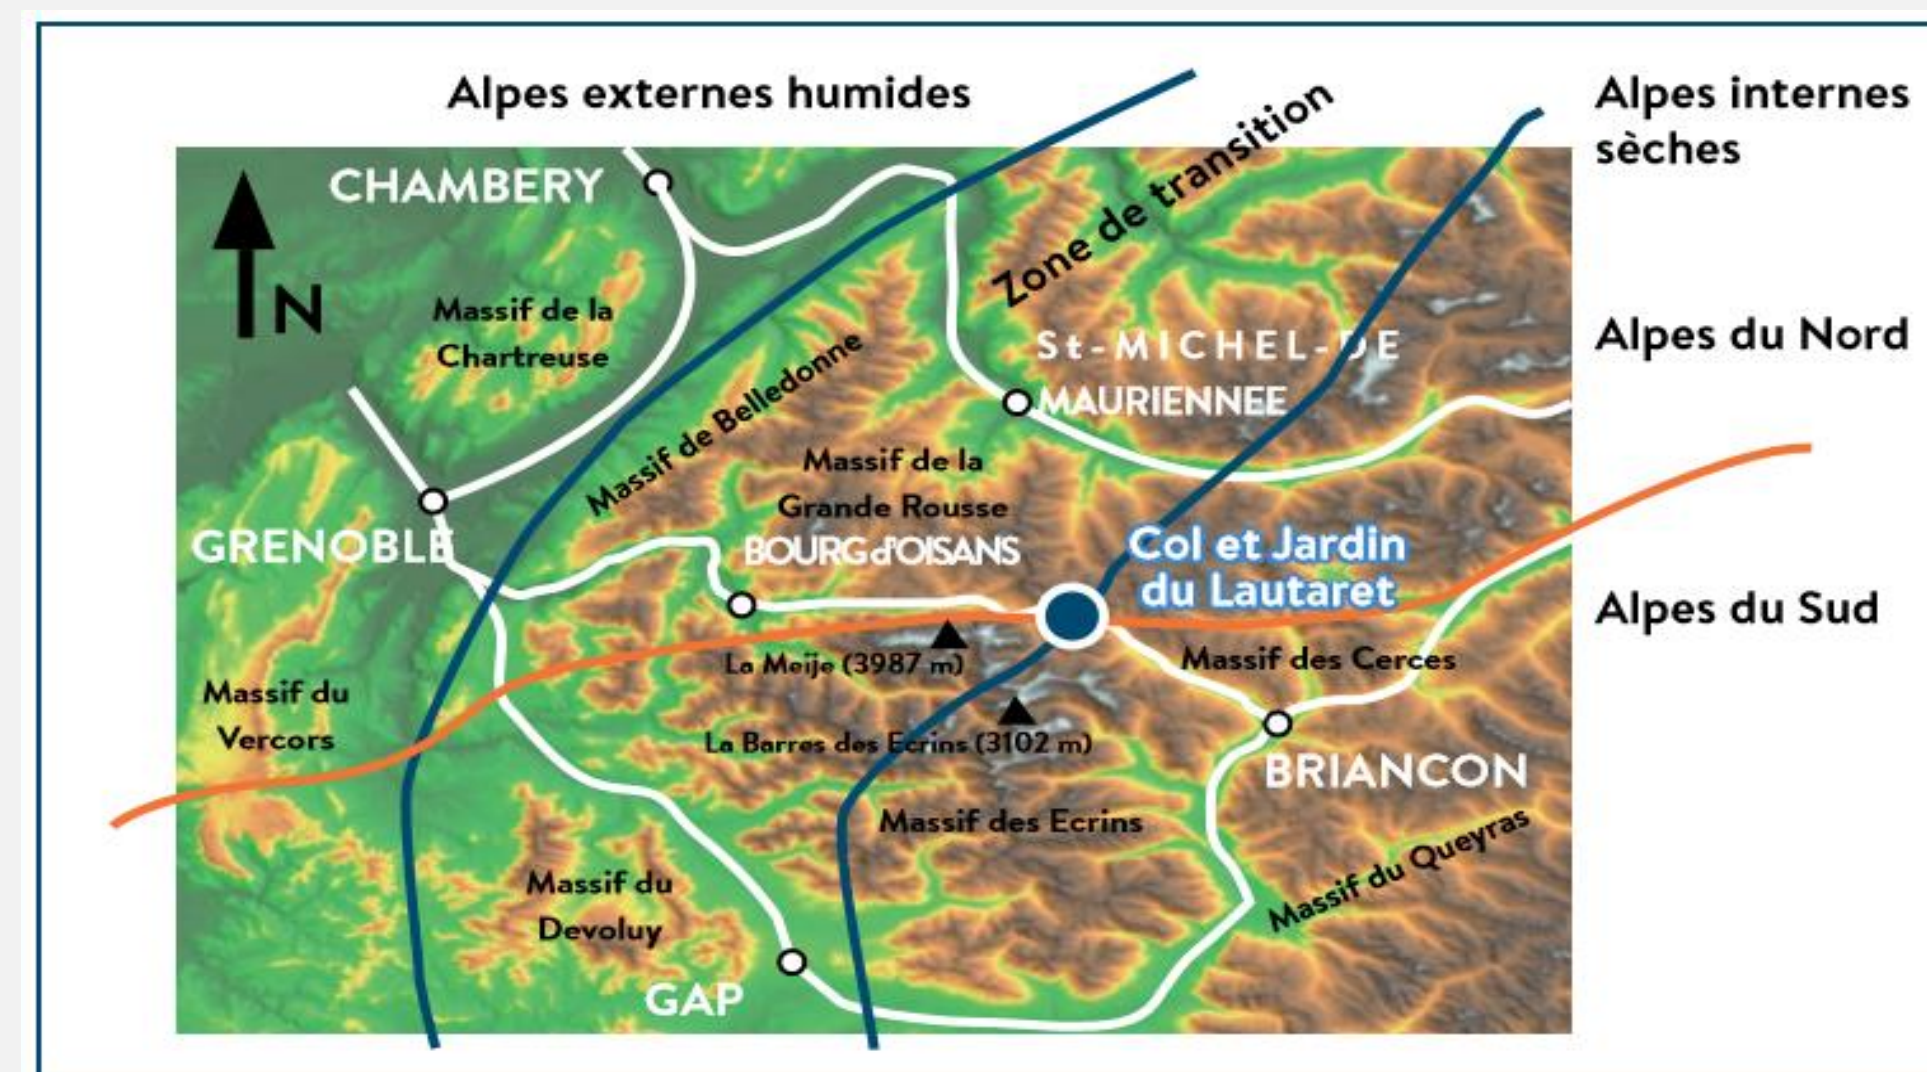 Alpes externes humides
Zone de transition
Alpes internes
sèches
CHAMBERY
N
Massif de la
Chartreuse
Massif de Belledonne
St-MICHEL-DE
MAURIENNEE
Alpes du Nord
Massif de la
Grande Rousse
GRENOBLE
BOURGd'OISANS
Col et Jardin
du Lautaret
Alpes du Sud
La Meije (3987 m)
Massif des Cerces
Massif du
Vercors
La Barres des Ecrins (3102 m)
BRIANCON
Massif des Ecrins
Massif du Queyras
Massif du
Devoluy
GAP